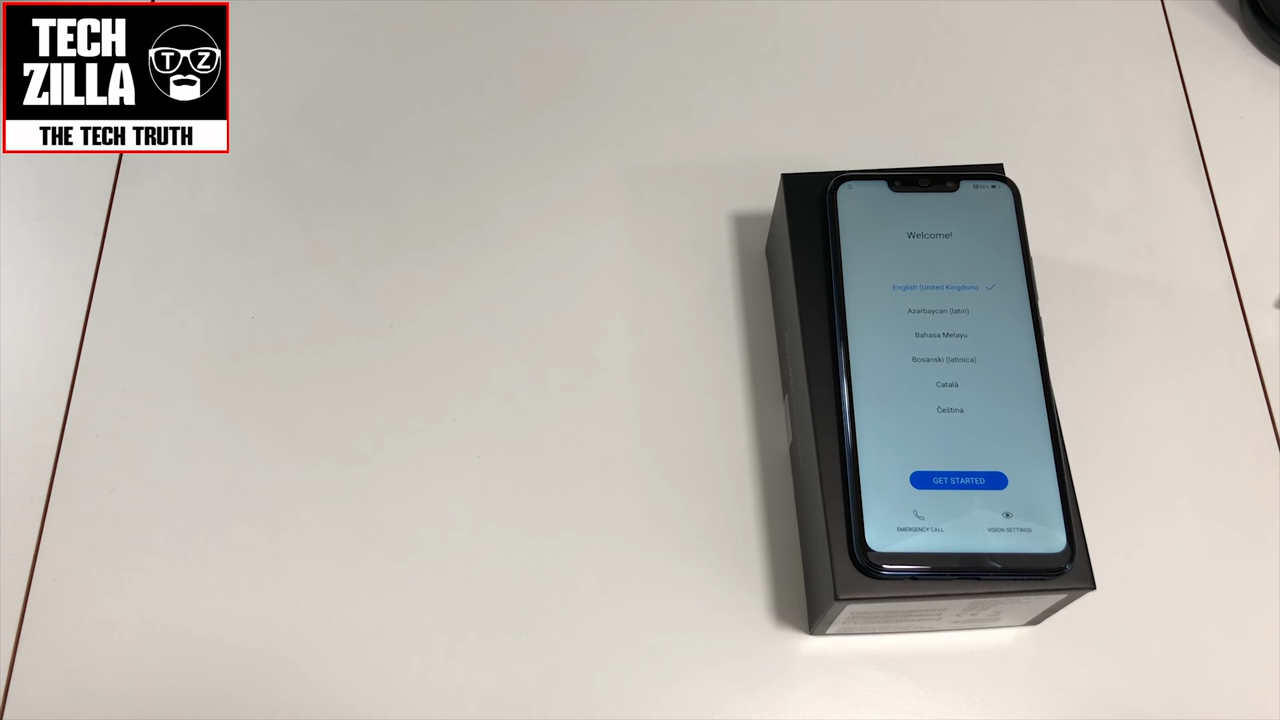 TECH
ZILLA
T Z
THE TECH TRUTH
Welcome!
English (United Kingdom)
Azərbaycan (latın)
Bahasa Melayu
Bosanski (latinica)
Català
Čeština
GET STARTED
EMERGENCY CALL
VISION SETTINGS